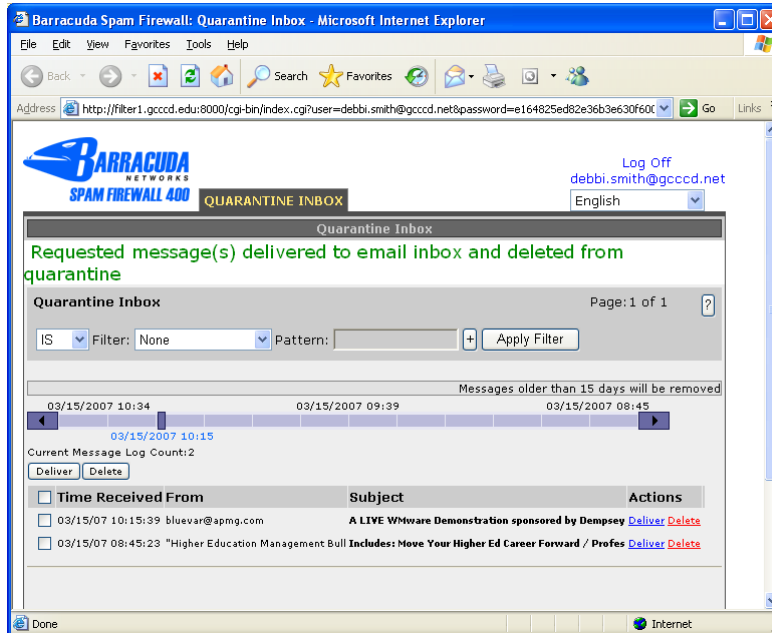 Barracuda Spam Firewall: Quarantine Inbox - Microsoft Internet Explorer
File Edit View Favorites Tools Help
Back Search Favorites
Address http://filter1.gcccd.edu:8000/cgi-bin/index.cgi?user=debbi.smith@gcccd.net&password=e164825ed82e36b3e630f60( Go Links
BARRACUDA
NETWORKS
SPAM FIREWALL 400
QUARANTINE INBOX
Log Off
debbi.smith@gcccd.net
English
Quarantine Inbox
Requested message(s) delivered to email inbox and deleted from
quarantine
Quarantine Inbox Page:1 of 1 ?
IS Filter: None Pattern: + Apply Filter
Messages older than 15 days will be removed
03/15/2007 10:34 03/15/2007 09:39 03/15/2007 08:45
03/15/2007 10:15
Current Message Log Count:2
Deliver Delete
Time Received From Subject Actions
03/15/07 10:15:39 bluevar@apmg.com A LIVE WMware Demonstration sponsored by Dempsey Deliver Delete
03/15/07 08:45:23 "Higher Education Management Bull Includes: Move Your Higher Ed Career Forward / Profes Deliver Delete
Done Internet